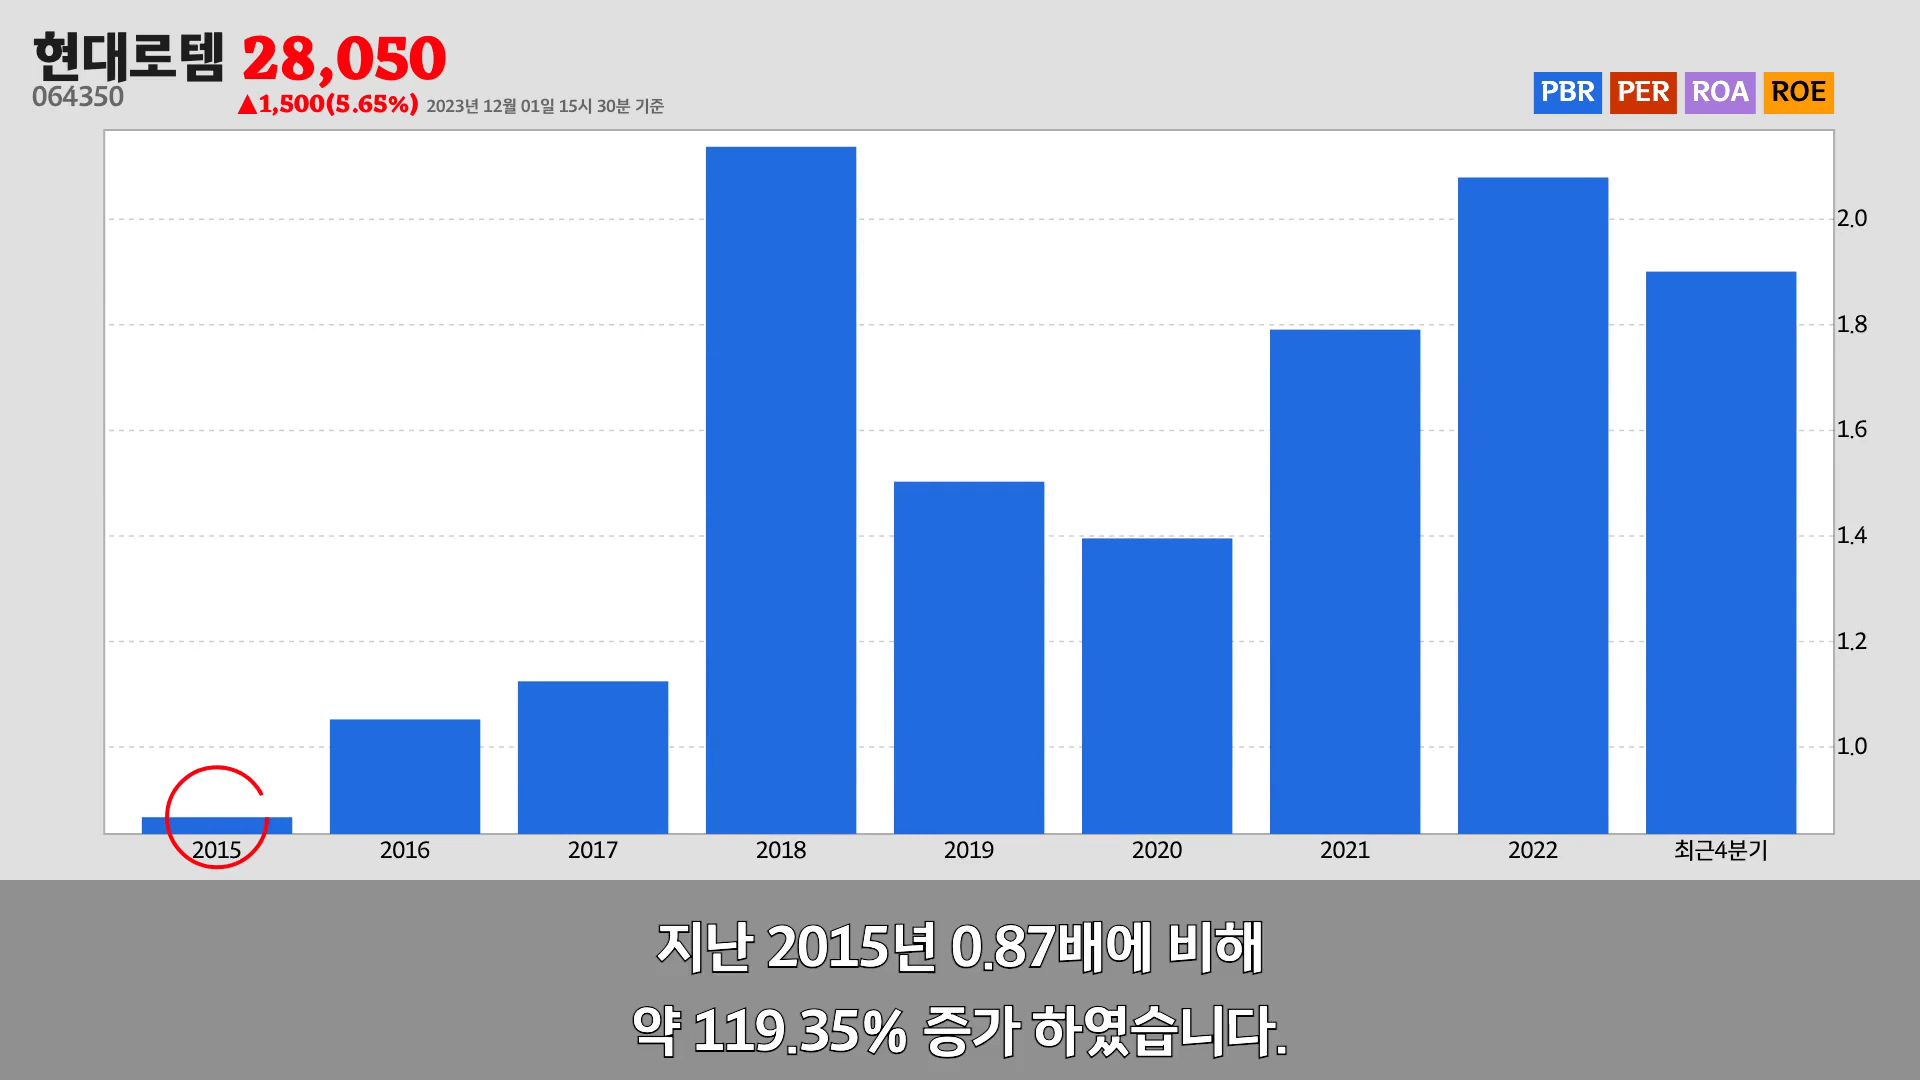 현대로템 28,050
064350
▲1,500(5.65%) 2023년 12월 01일 15시 30분 기준
PBR PER ROA ROE
2.0
1.8
1.6
1.4
1.2
1.0
2015 2016 2017 2018 2019 2020 2021 2022 최근4분기
지난 2015년 0.87배에 비해
약 119.35% 증가 하였습니다.